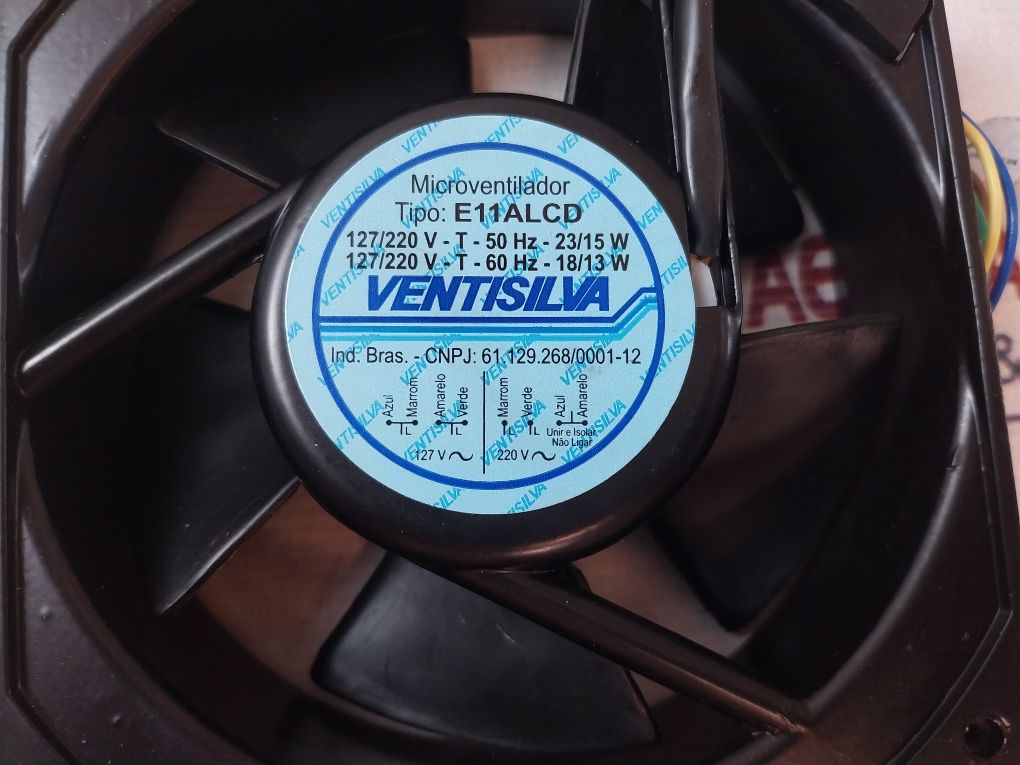 Microventilador
Tipo: E11ALCD
127/220 V - T - 50 Hz - 23/15 W
127/220 V - T - 60 Hz - 18/13 W
VENTISILVA
Ind. Bras. - CNPJ: 61.129.268/0001-12
Azul Marrom Amarelo Verde Marrom Verde Azul Amarelo
L L L L
Unir e Isolar
Não Ligar
127 V 220 V